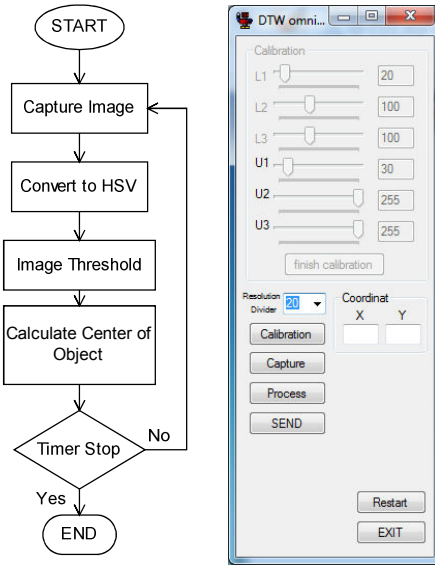 START
Capture Image
Convert to HSV
Image Threshold
Calculate Center of
Object
Timer Stop
No
Yes
END
DTW omni...
Calibration
L1
20
L2
100
L3
100
U1
30
U2
255
U3
255
finish calibration
Resolution
Divider
20
Coordinat
X Y
Calibration
Capture
Process
SEND
Restart
EXIT